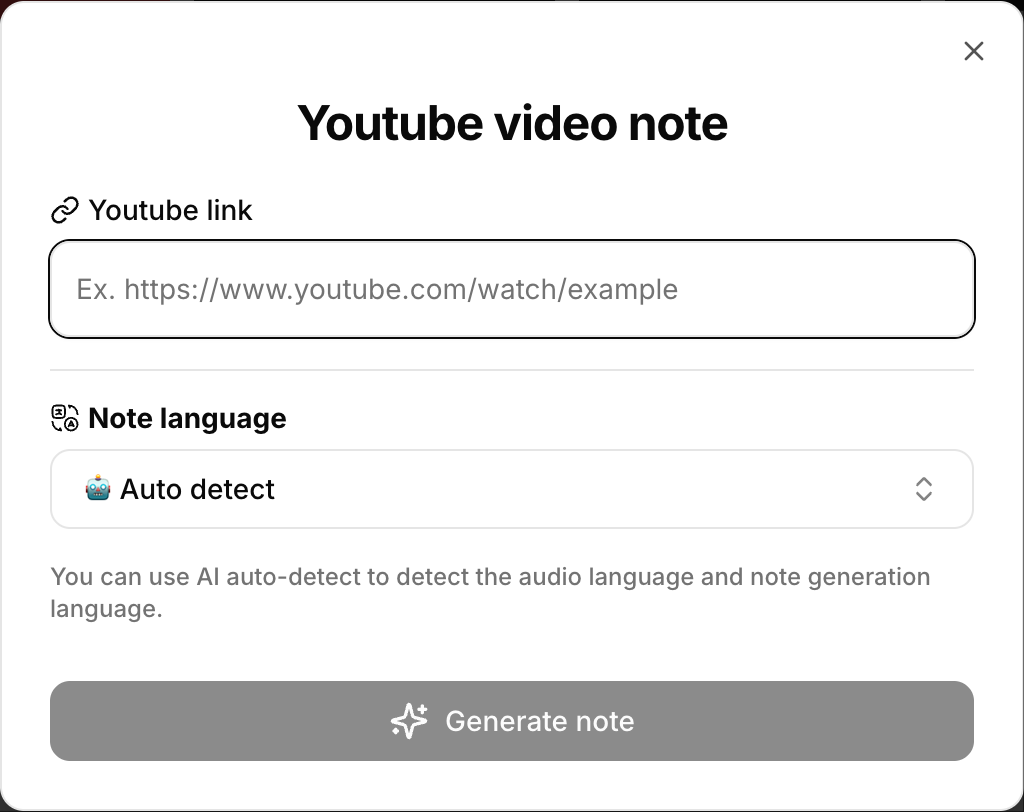 Youtube video note
Youtube link
Ex. https://www.youtube.com/watch/example
Note language
🤖 Auto detect
You can use AI auto-detect to detect the audio language and note generation
language.
Generate note